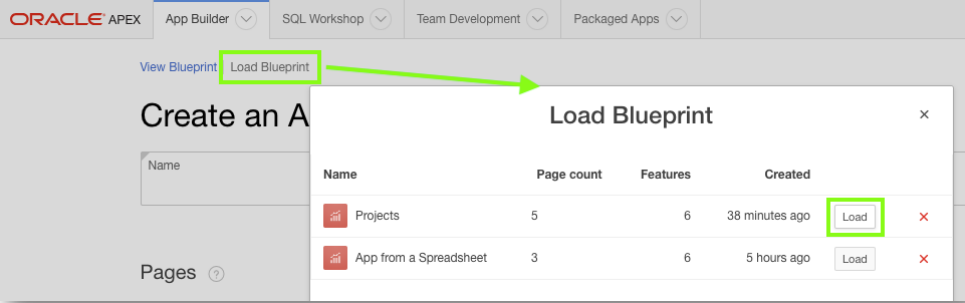 ORACLE APEX App Builder SQL Workshop Team Development Packaged Apps
View Blueprint Load Blueprint
Create an A
Load Blueprint ×
Name
Name Page count Features Created
Projects 5 6 38 minutes ago Load ×
App from a Spreadsheet 3 6 5 hours ago Load ×
Pages ?